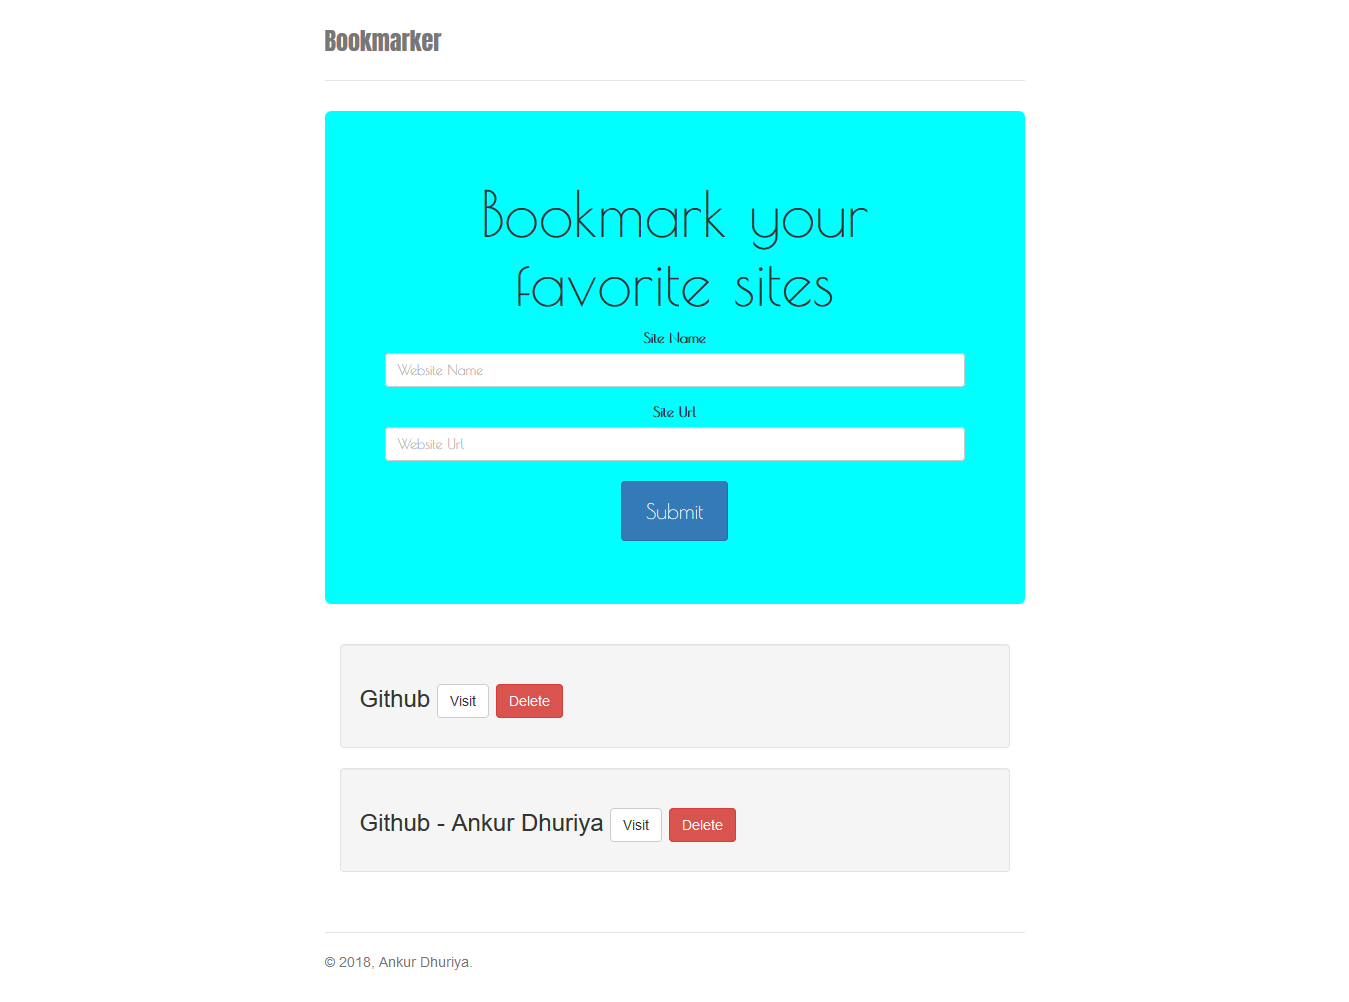 Bookmarker
Bookmark your
favorite sites
Site Name
Website Name
Site Url
Website Url
Submit
Github Visit Delete
Github - Ankur Dhuriya Visit Delete
© 2018, Ankur Dhuriya.